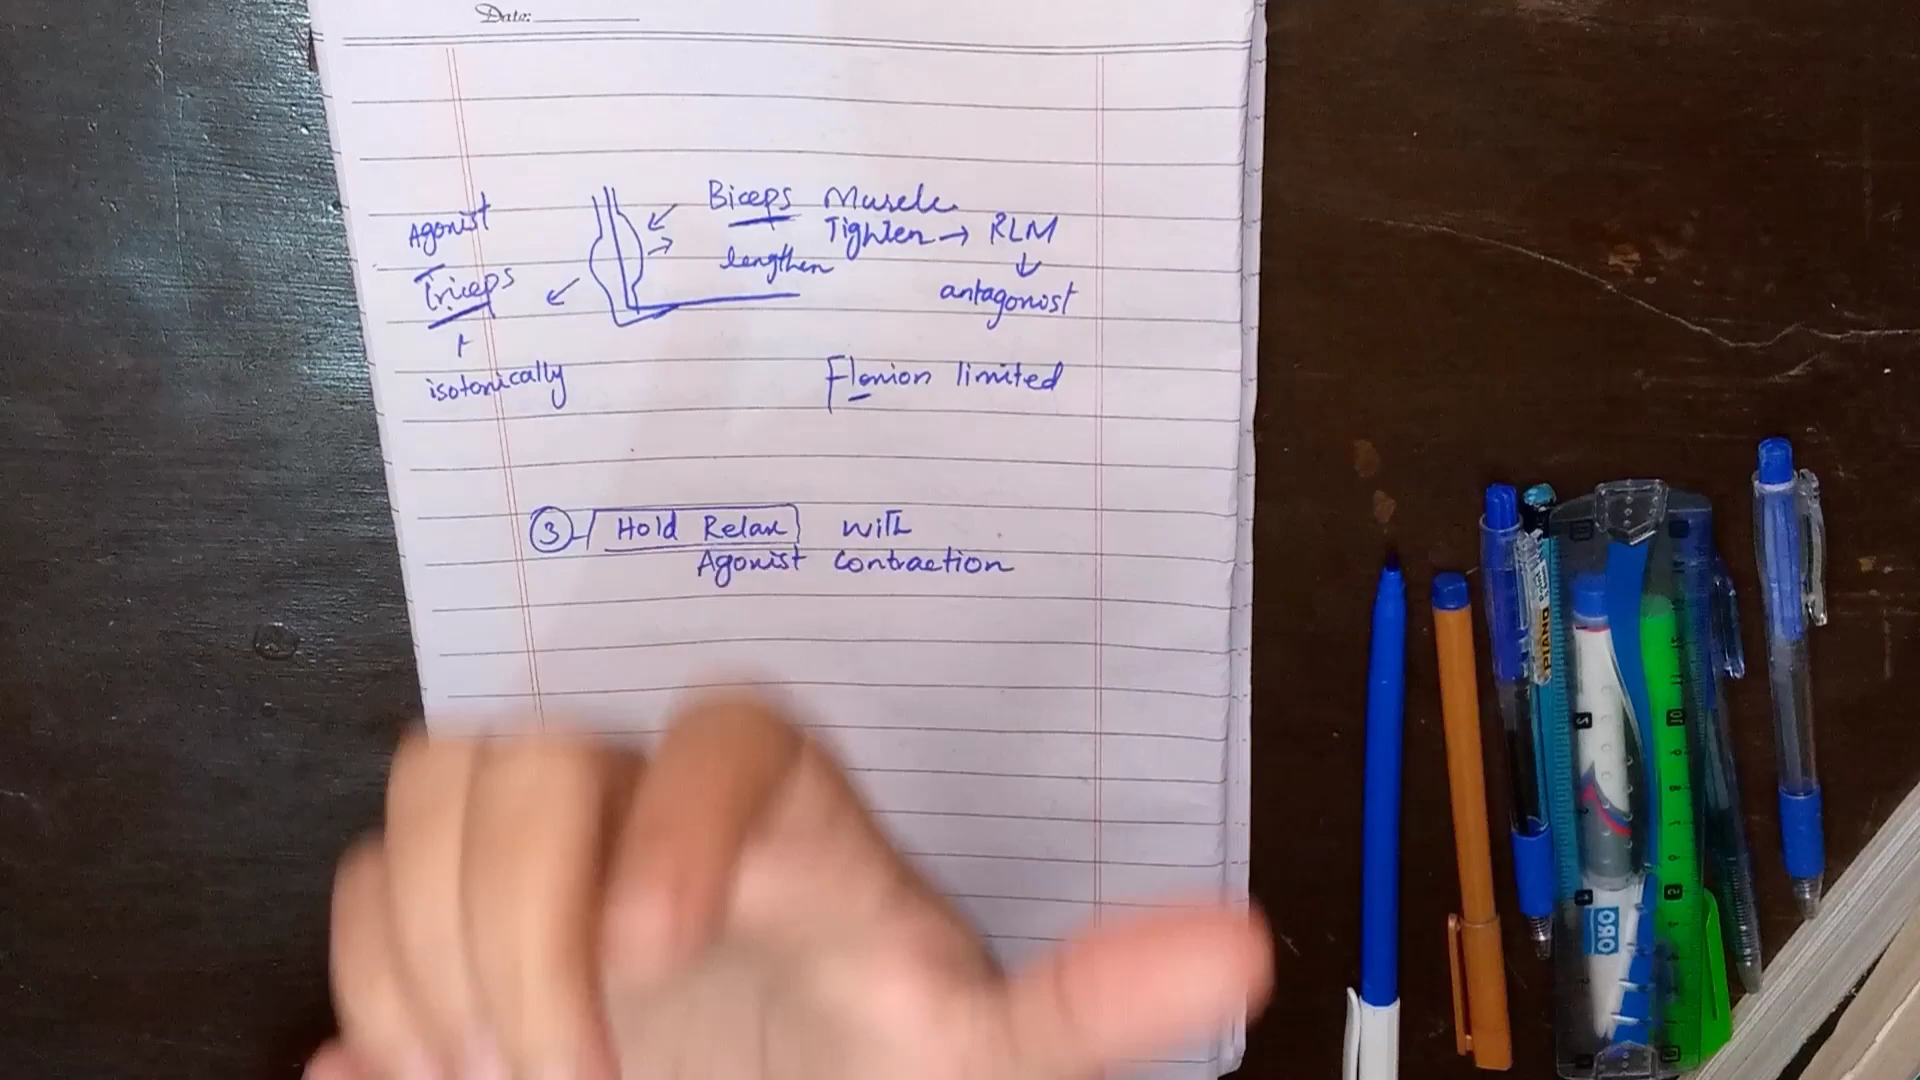 Date:
Biceps Muscle
Agonist
Tighten → RLM
↓
lengthen
Triceps
antagonist
isotonically
Flexion limited
③ Hold Relax with
Agonist contraction
PIANO
ORO